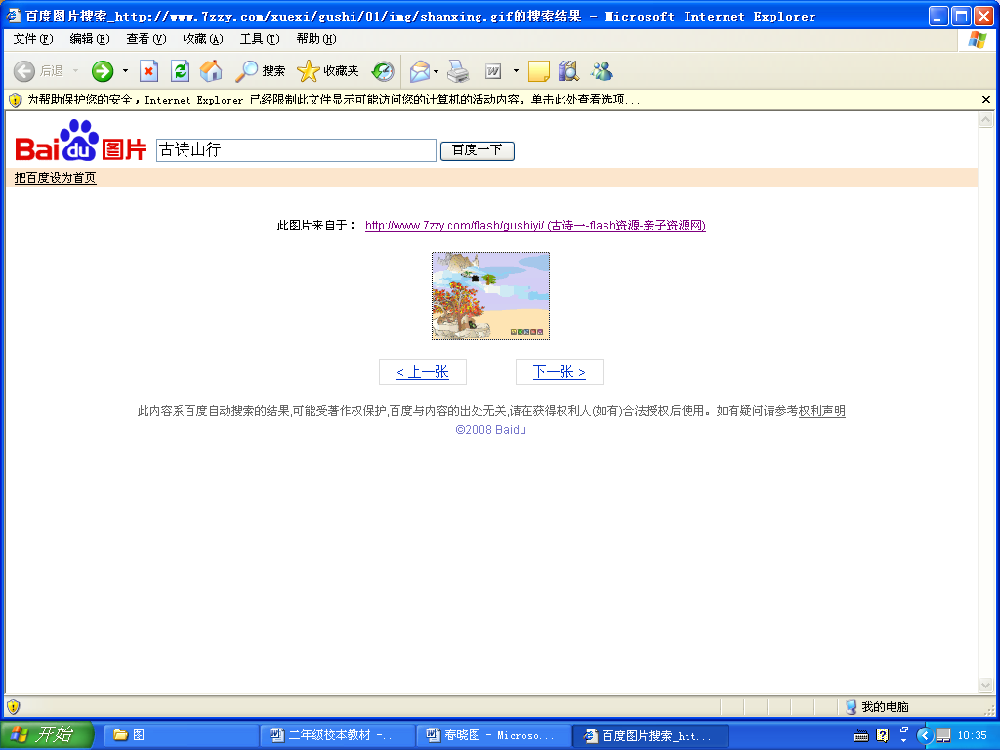 百度图片搜索_http://www.7zzy.com/xuexi/gushi/01/img/shanxing.gif的搜索结果 - Microsoft Internet Explorer
文件(F) 编辑(E) 查看(V) 收藏(A) 工具(T) 帮助(H)
后退 搜索 收藏夹
为帮助保护您的安全，Internet Explorer 已经限制此文件显示可能访问您的计算机的活动内容。单击此处查看选项...
Bai du 图片 古诗山行 百度一下
把百度设为首页
此图片来自于： http://www.7zzy.com/flash/gushiyi/ (古诗一-flash资源-亲子资源网)
< 上一张 下一张 >
此内容系百度自动搜索的结果,可能受著作权保护,百度与内容的出处无关,请在获得权利人(如有)合法授权后使用。如有疑问请参考权利声明
©2008 Baidu
我的电脑
开始 图 二年级校本教材 -... 春晓图 - Microso... 百度图片搜索_htt... 10:35